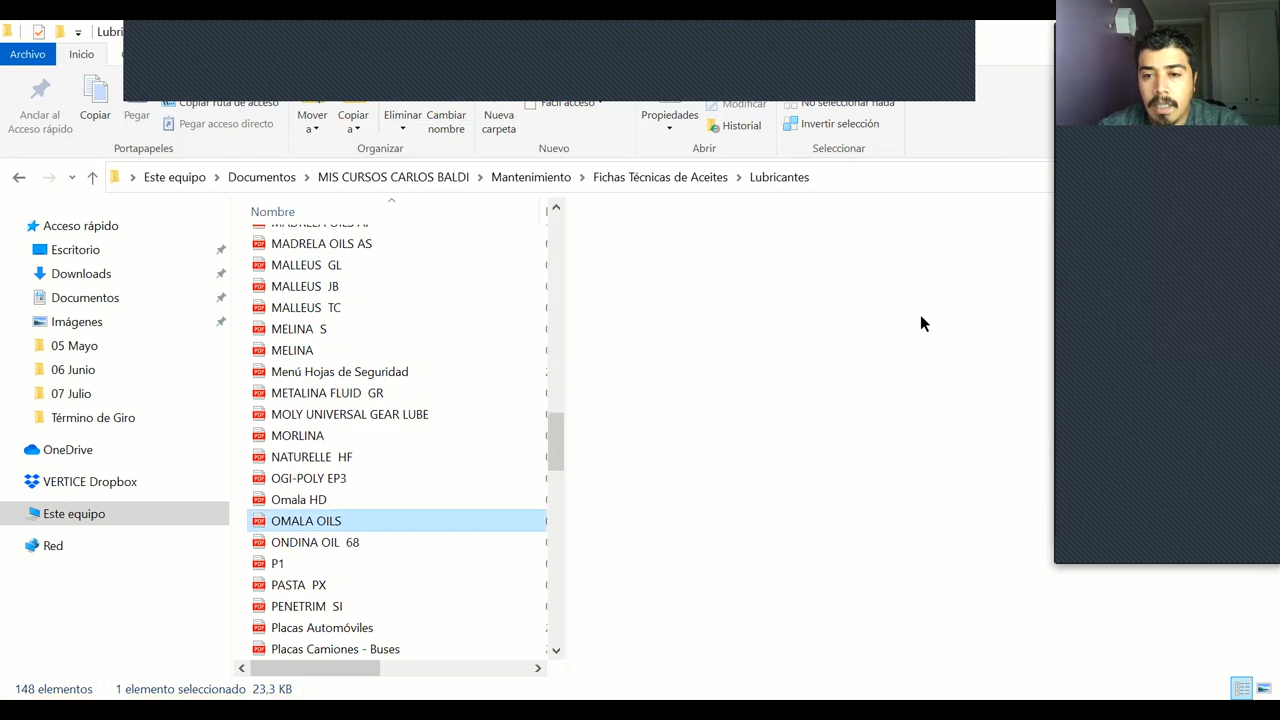 Lubri
Archivo
Inicio
Copiar ruta de acceso
Fácil acceso
Modificar
No seleccionar nada
Anclar al
Acceso rápido
Copiar
Pegar
Pegar acceso directo
Mover
a
Copiar
a
Eliminar
Cambiar
nombre
Nueva
carpeta
Propiedades
Historial
Invertir selección
Portapapeles
Organizar
Nuevo
Abrir
Seleccionar
Este equipo > Documentos > MIS CURSOS CARLOS BALDI > Mantenimiento > Fichas Técnicas de Aceites > Lubricantes
Acceso rápido
Escritorio
Downloads
Documentos
Imágenes
05 Mayo
06 Junio
07 Julio
Término de Giro
OneDrive
VERTICE Dropbox
Este equipo
Red
Nombre
MADRELA OILS AS
MALLEUS GL
MALLEUS JB
MALLEUS TC
MELINA S
MELINA
Menú Hojas de Seguridad
METALINA FLUID GR
MOLY UNIVERSAL GEAR LUBE
MORLINA
NATURELLE HF
OGI-POLY EP3
Omala HD
OMALA OILS
ONDINA OIL 68
P1
PASTA PX
PENETRIM SI
Placas Automóviles
Placas Camiones - Buses
148 elementos
1 elemento seleccionado 23,3 KB